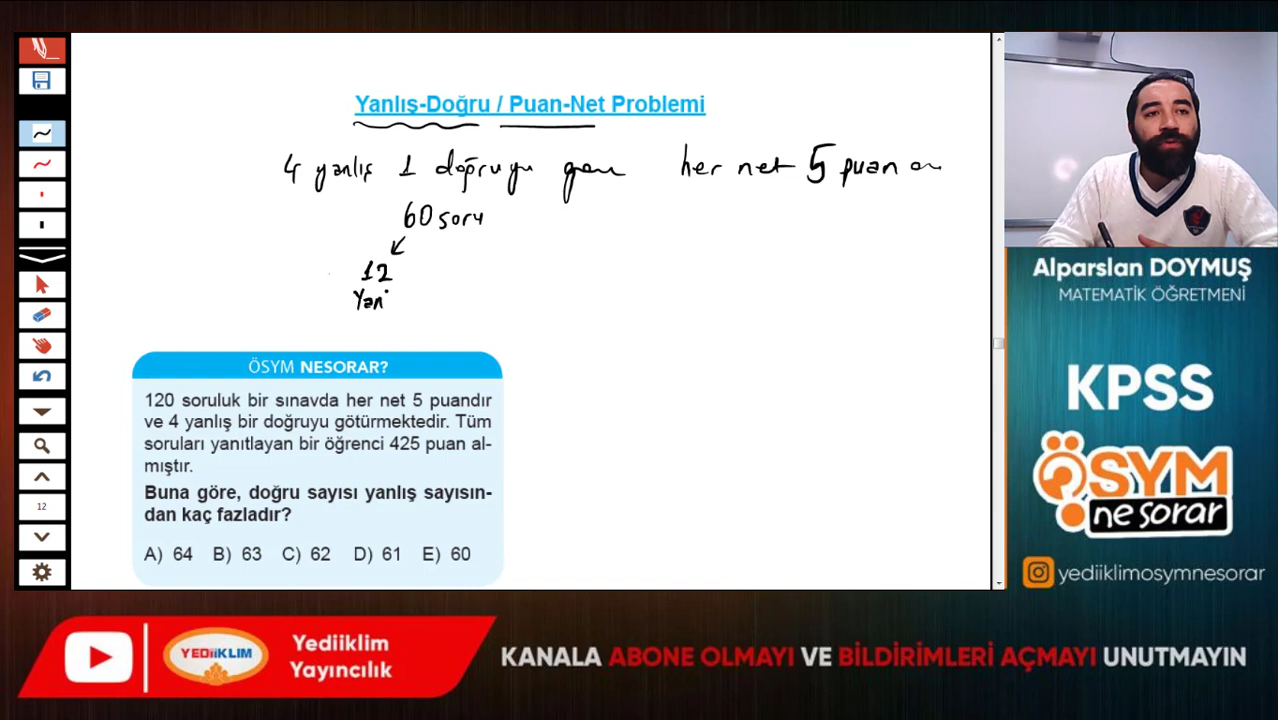 Yanlış-Doğru / Puan-Net Problemi
4 yanlış 1 doğruyu her net 5 puan
60 soru
12
ÖSYM NESORAR?
120 soruluk bir sınavda her net 5 puandır
ve 4 yanlış bir doğruyu götürmektedir. Tüm
soruları yanıtlayan bir öğrenci 425 puan al-
mıştır.
Buna göre, doğru sayısı yanlış sayısın-
dan kaç fazladır?
A) 64 B) 63 C) 62 D) 61 E) 60
12
Alparslan DOYMUŞ
MATEMATİK ÖĞRETMENİ
KPSS
ÖSYM
ne sorar
yediiklimosymnesorar
YEDİİKLİM
Yediiklim
Yayıncılık
KANALA ABONE OLMAYI VE BİLDİRİMLERİ AÇMAYI UNUTMAYIN